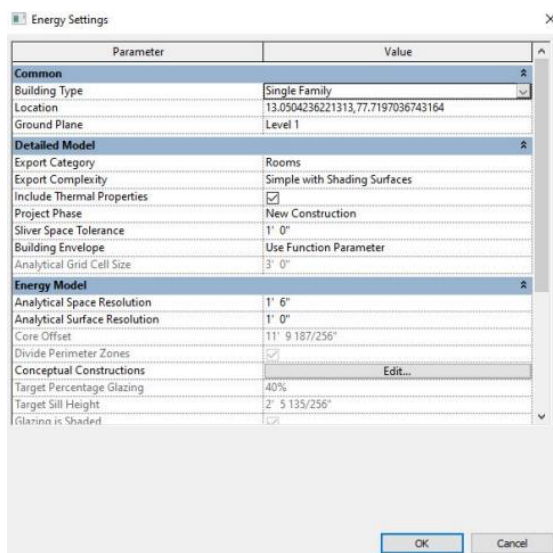 Energy Settings
Parameter Value
Common
Building Type Single Family
Location 13.0504236221313,77.7197036743164
Ground Plane Level 1
Detailed Model
Export Category Rooms
Export Complexity Simple with Shading Surfaces
Include Thermal Properties
Project Phase New Construction
Sliver Space Tolerance 1' 0"
Building Envelope Use Function Parameter
Analytical Grid Cell Size 3' 0"
Energy Model
Analytical Space Resolution 1' 6"
Analytical Surface Resolution 1' 0"
Core Offset 11' 9 187/256"
Divide Perimeter Zones
Conceptual Constructions Edit...
Target Percentage Glazing 40%
Target Sill Height 2' 5 135/256"
Glazing is Shaded
OK Cancel